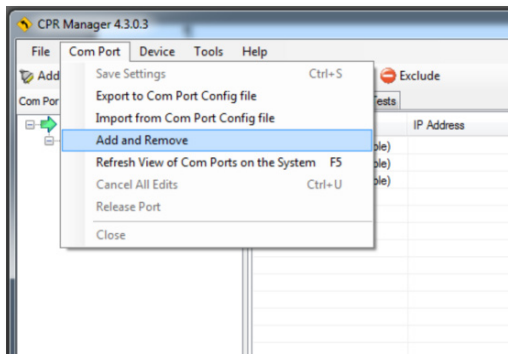 CPR Manager 4.3.0.3
File Com Port Device Tools Help
Add
Exclude
Com Por
Save Settings Ctrl+S
Export to Com Port Config file
Import from Com Port Config file
Add and Remove
Refresh View of Com Ports on the System F5
Cancel All Edits Ctrl+U
Release Port
Close
ests
IP Address
ble)
ble)
ble)